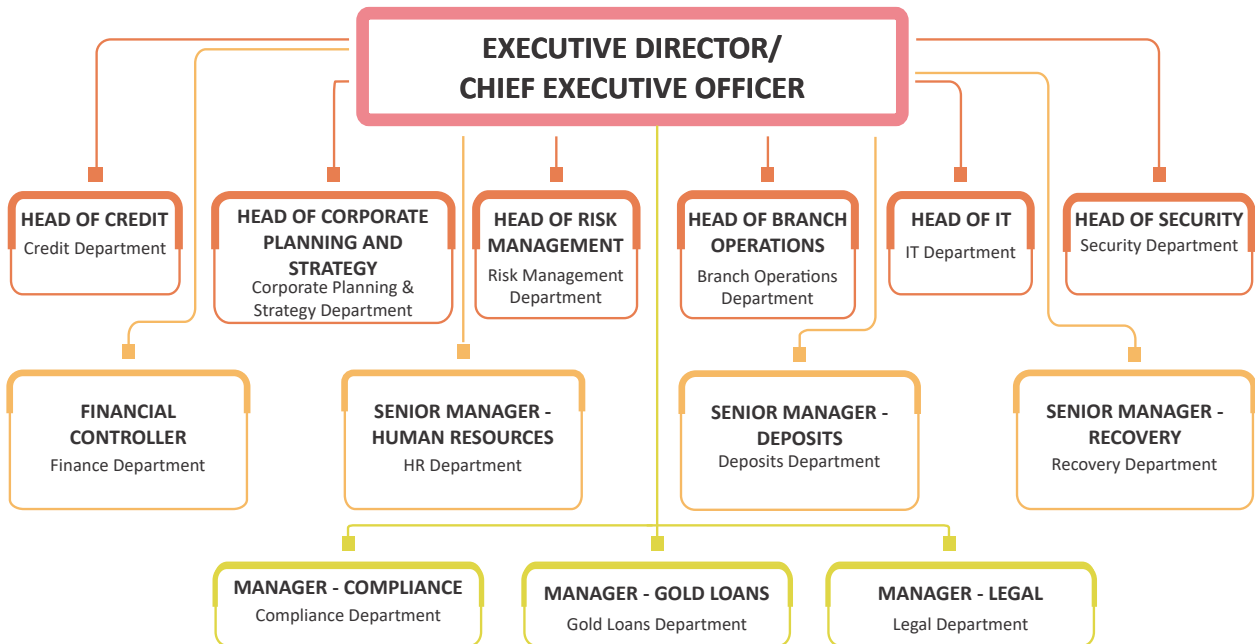 EXECUTIVE DIRECTOR/
CHIEF EXECUTIVE OFFICER
HEAD OF CREDIT
Credit Department
HEAD OF CORPORATE
PLANNING AND
STRATEGY
Corporate Planning &
Strategy Department
HEAD OF RISK
MANAGEMENT
Risk Management
Department
HEAD OF BRANCH
OPERATIONS
Branch Operations
Department
HEAD OF IT
IT Department
HEAD OF SECURITY
Security Department
FINANCIAL
CONTROLLER
Finance Department
SENIOR MANAGER -
HUMAN RESOURCES
HR Department
SENIOR MANAGER -
DEPOSITS
Deposits Department
SENIOR MANAGER -
RECOVERY
Recovery Department
MANAGER - COMPLIANCE
Compliance Department
MANAGER - GOLD LOANS
Gold Loans Department
MANAGER - LEGAL
Legal Department